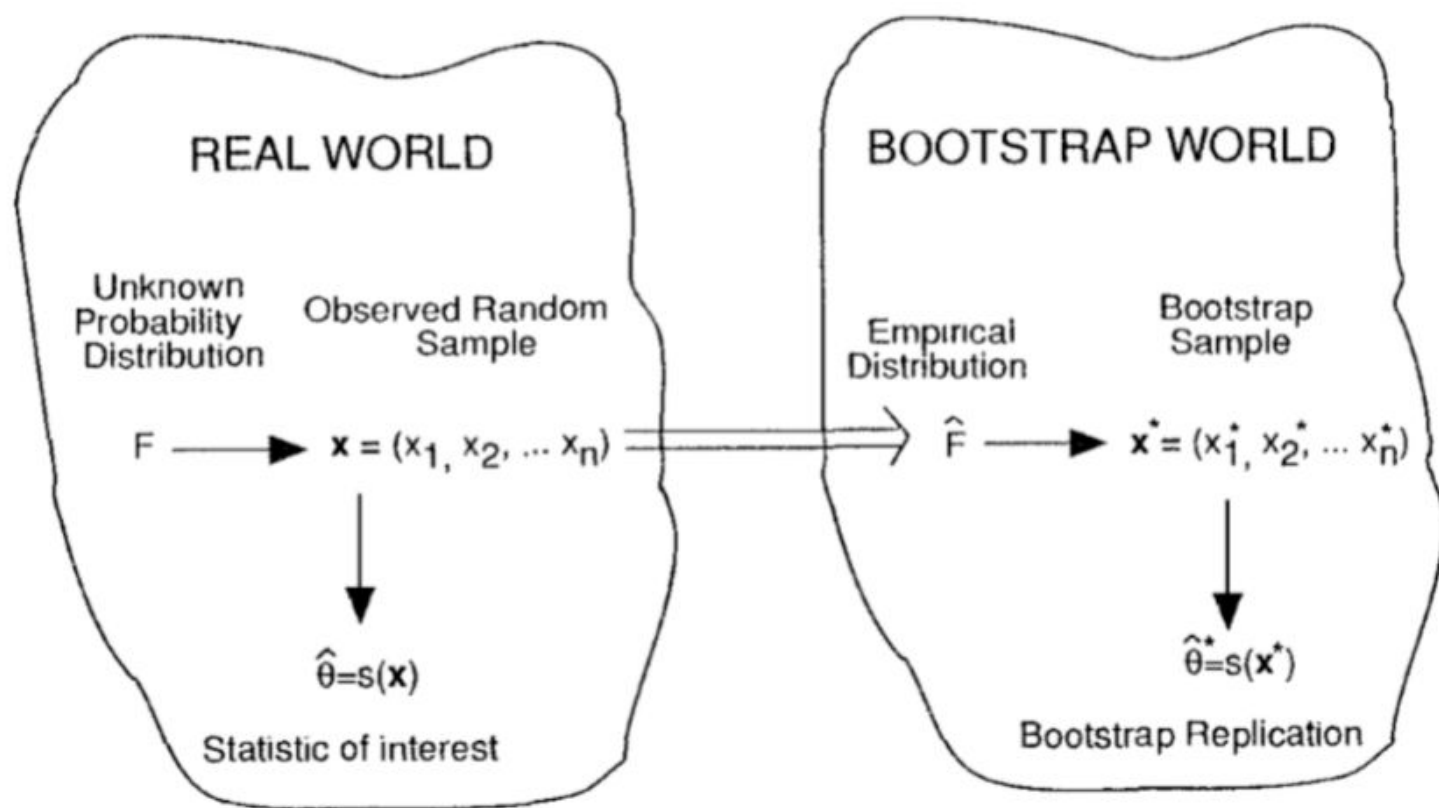 REAL WORLD
Unknown
Probability
Distribution
Observed Random
Sample
F
x = (x₁, x₂, ... xₙ)
θ̂=s(x)
Statistic of interest
BOOTSTRAP WORLD
Empirical
Distribution
Bootstrap
Sample
F̂
x* = (x₁*, x₂*, ... xₙ*)
θ̂*=s(x*)
Bootstrap Replication